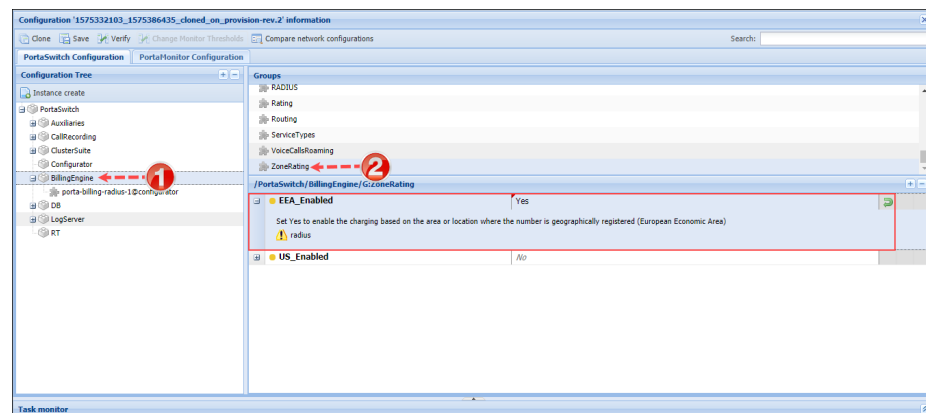 Configuration '1575332103_1575386435_cloned_on_provision-rev.2' information
Clone Save Verify Change Monitor Thresholds Compare network configurations Search:
PortaSwitch Configuration PortaMonitor Configuration
Configuration Tree
Groups
Instance create
RADIUS
Rating
Routing
ServiceTypes
VoiceCallsRoaming
ZoneRating
2
PortaSwitch
Auxiliaries
CallRecording
ClusterSuite
Configurator
BillingEngine
1
porta-billing-radius-1@configurator
DB
LogServer
RT
/PortaSwitch/BillingEngine/G:ZoneRating
EEA_Enabled Yes
Set Yes to enable the charging based on the area or location where the number is geographically registered (European Economic Area)
radius
US_Enabled No
Task monitor